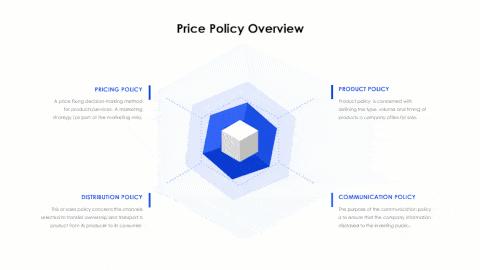 Price Policy Overview
PRICING POLICY
A price fixing decision-making method
for products/services. A marketing
strategy (as part of the marketing mix).
PRODUCT POLICY
Product policy is concerned with
defining the type, volume and timing of
products a company offers for sale.
DISTRIBUTION POLICY
This or sales policy concerns the channels
selected to transfer ownership and transport a
product from its producer to its consumer.
COMMUNICATION POLICY
The purpose of the communication policy
is to ensure that the company information
disclosed to the investing public.